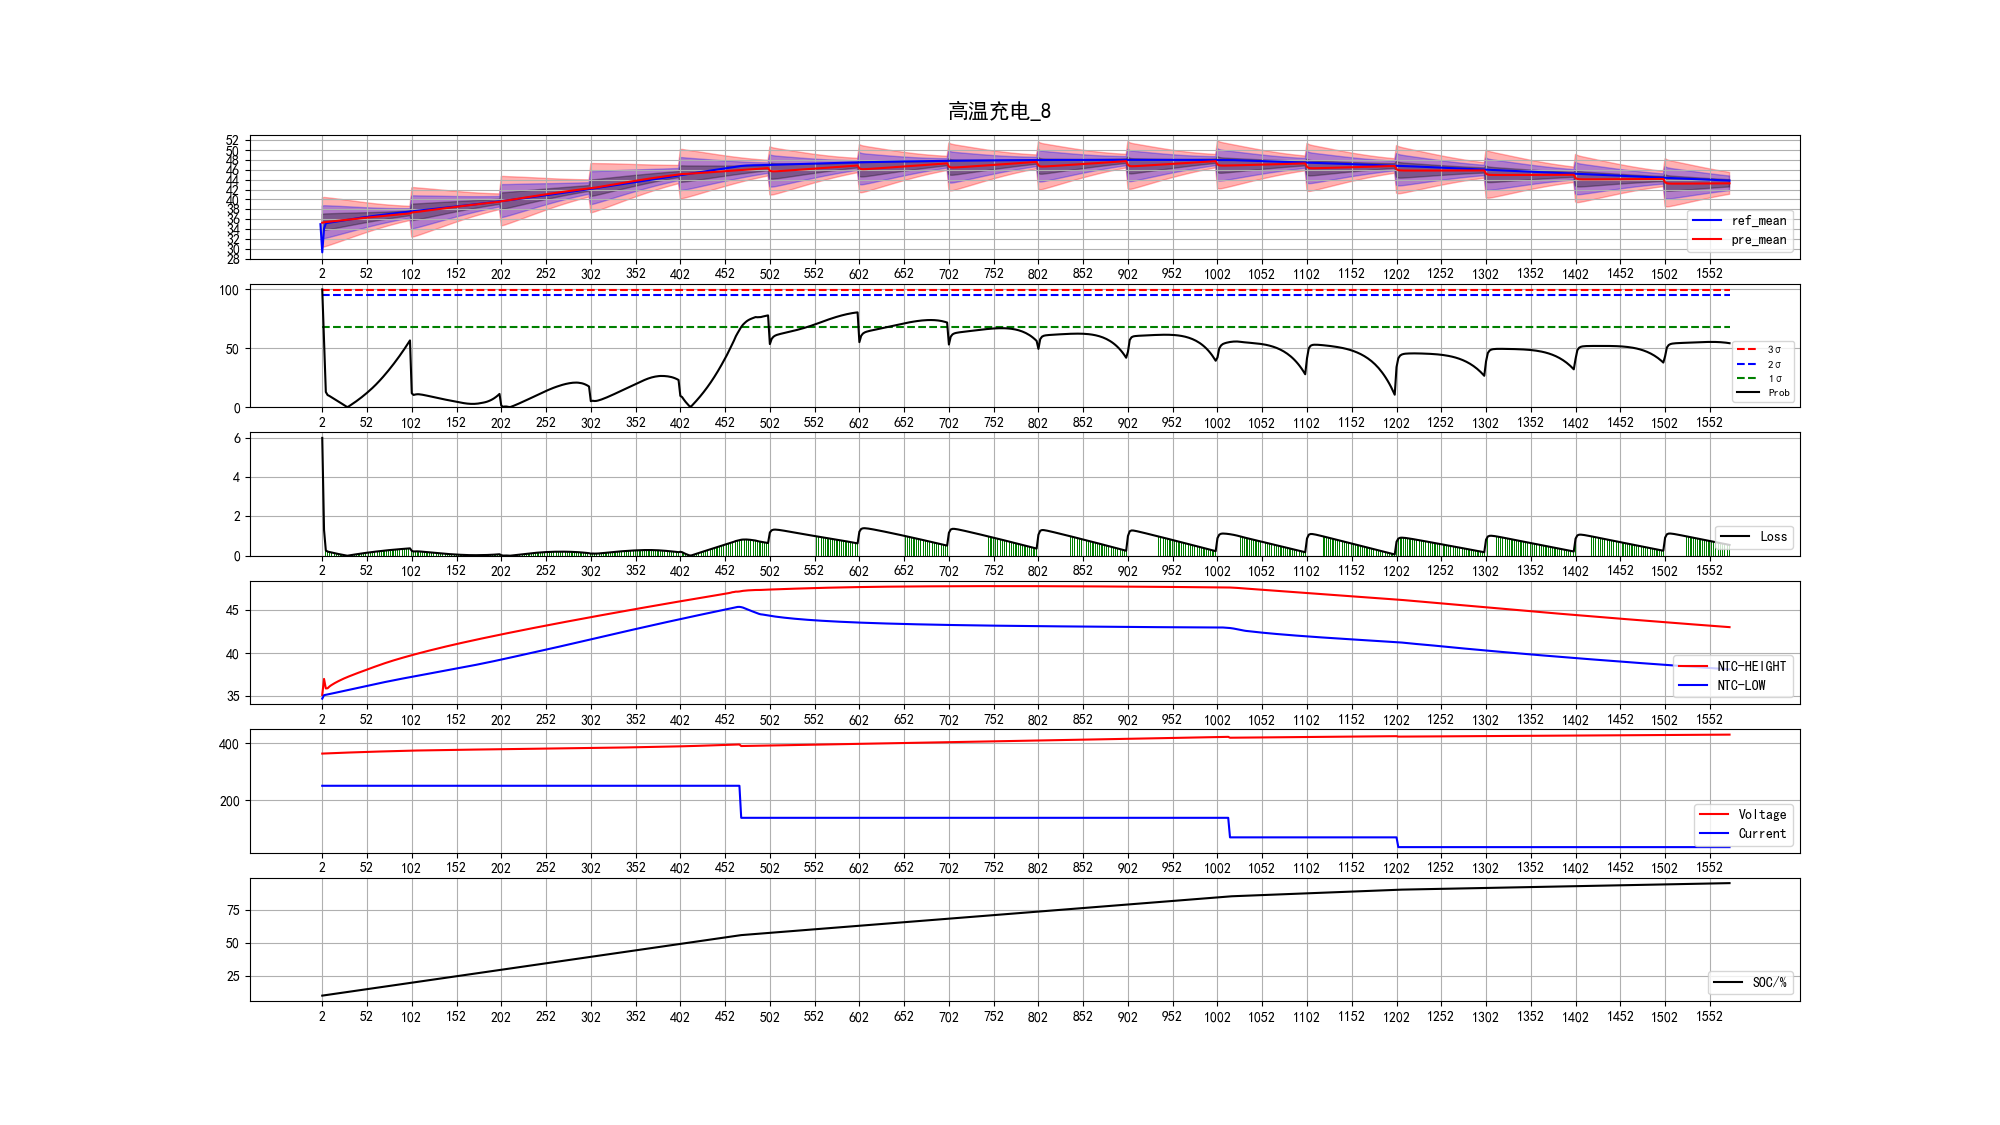 高温充电_8
52
50
48
46
44
42
40
38
36
34
32
30
28
ref_mean
pre_mean
2 52 102 152 202 252 302 352 402 452 502 552 602 652 702 752 802 852 902 952 1002 1052 1102 1152 1202 1252 1302 1352 1402 1452 1502 1552
100
50
0
3σ
2σ
1σ
Prob
2 52 102 152 202 252 302 352 402 452 502 552 602 652 702 752 802 852 902 952 1002 1052 1102 1152 1202 1252 1302 1352 1402 1452 1502 1552
6
4
2
0
Loss
2 52 102 152 202 252 302 352 402 452 502 552 602 652 702 752 802 852 902 952 1002 1052 1102 1152 1202 1252 1302 1352 1402 1452 1502 1552
45
40
35
NTC-HEIGHT
NTC-LOW
2 52 102 152 202 252 302 352 402 452 502 552 602 652 702 752 802 852 902 952 1002 1052 1102 1152 1202 1252 1302 1352 1402 1452 1502 1552
400
200
Voltage
Current
2 52 102 152 202 252 302 352 402 452 502 552 602 652 702 752 802 852 902 952 1002 1052 1102 1152 1202 1252 1302 1352 1402 1452 1502 1552
75
50
25
SOC/%
2 52 102 152 202 252 302 352 402 452 502 552 602 652 702 752 802 852 902 952 1002 1052 1102 1152 1202 1252 1302 1352 1402 1452 1502 1552